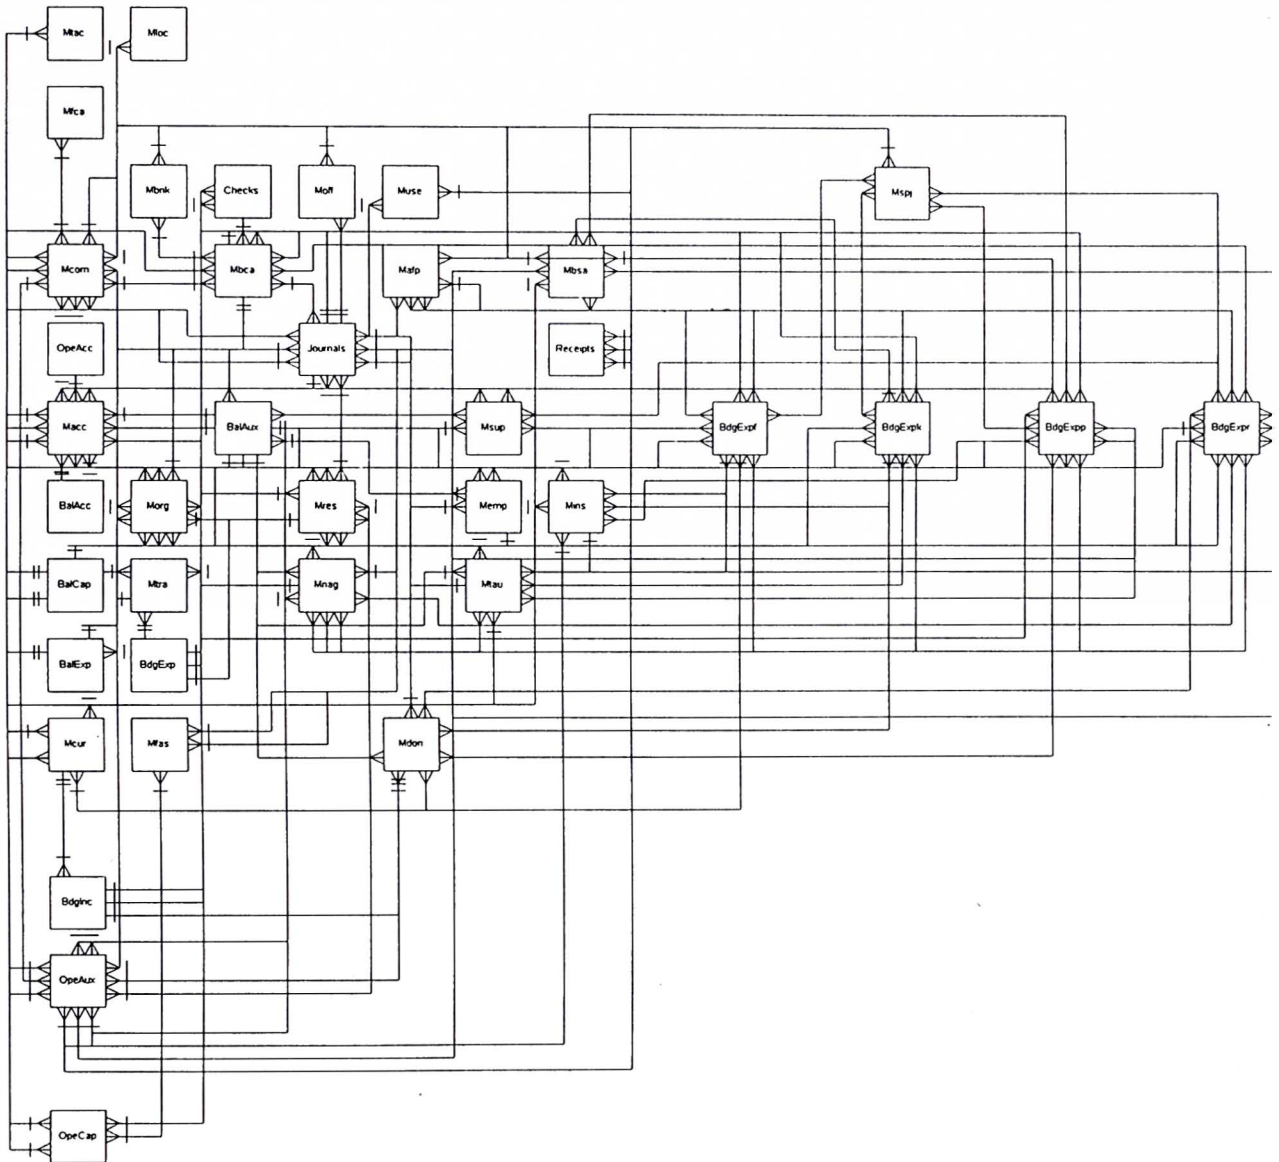 Mtac
Mloc
Mfca
Mbnk
Checks
Moff
Muse
Mspj
Mcom
Mbca
Mafp
Mbsa
OpeAcc
Journals
Receipts
Macc
BalAux
Msup
BdgExpf
BdgExpk
BdgExpp
BdgExpr
BalAcc
Morg
Mres
Memp
Mins
BalCap
Mtra
Mnag
Mtau
BalExp
BdgExp
Mcur
Mfas
Mdon
BdgInc
OpeAux
OpeCap